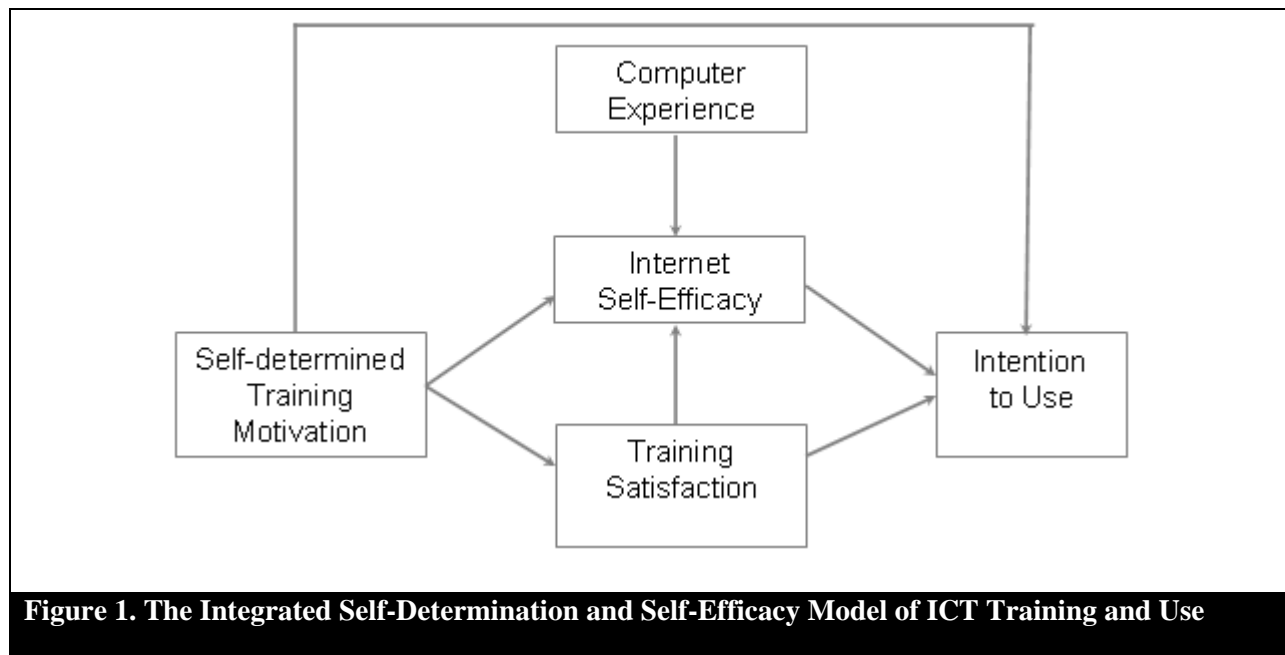 Computer
Experience
Internet
Self-Efficacy
Self-determined
Training
Motivation
Intention
to Use
Training
Satisfaction
Figure 1. The Integrated Self-Determination and Self-Efficacy Model of ICT Training and Use